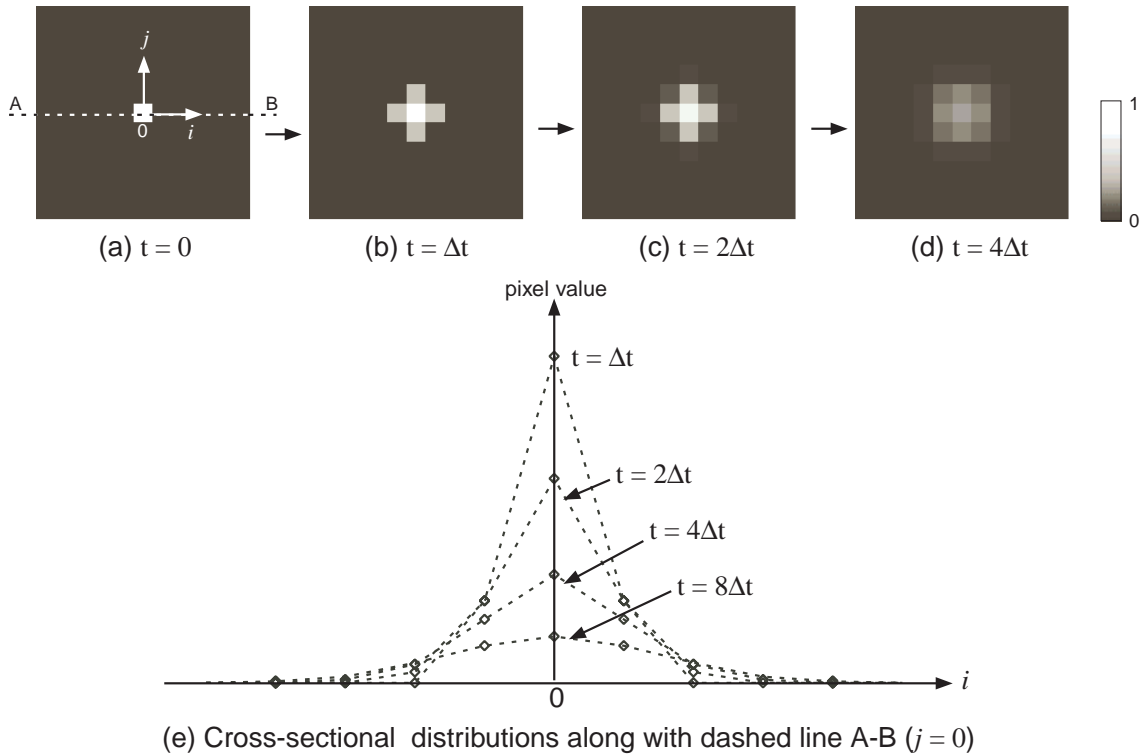 j
A
B
0
i
1
0
(a) t = 0
(b) t = Δt
(c) t = 2Δt
(d) t = 4Δt
pixel value
t = Δt
t = 2Δt
t = 4Δt
t = 8Δt
0
i
(e) Cross-sectional distributions along with dashed line A-B (j = 0)